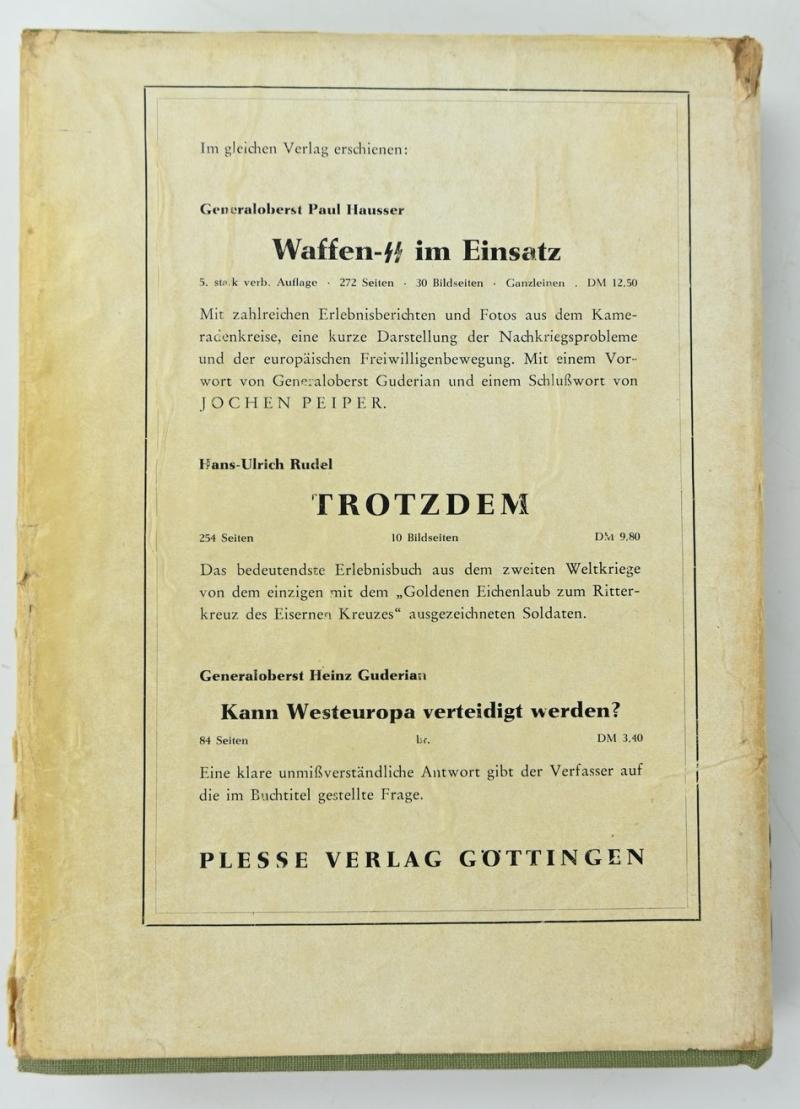 Im gleichen Verlag erschienen:
Generaloberst Paul Hausser
Waffen-ᛋᛋ im Einsatz
5. stark verb. Auflage · 272 Seiten · 30 Bildseiten · Ganzleinen . DM 12,50
Mit zahlreichen Erlebnisberichten und Fotos aus dem Kame-
radenkreise, eine kurze Darstellung der Nachkriegsprobleme
und der europäischen Freiwilligenbewegung. Mit einem Vor-
wort von Generaloberst Guderian und einem Schlußwort von
JOCHEN PEIPER.
Hans-Ulrich Rudel
TROTZDEM
254 Seiten 10 Bildseiten DM 9,80
Das bedeutendste Erlebnisbuch aus dem zweiten Weltkriege
von dem einzigen mit dem „Goldenen Eichenlaub zum Ritter-
kreuz des Eisernen Kreuzes“ ausgezeichneten Soldaten.
Generaloberst Heinz Guderian
Kann Westeuropa verteidigt werden?
84 Seiten br. DM 3,40
Eine klare unmißverständliche Antwort gibt der Verfasser auf
die im Buchtitel gestellte Frage.
PLESSE VERLAG GÖTTINGEN